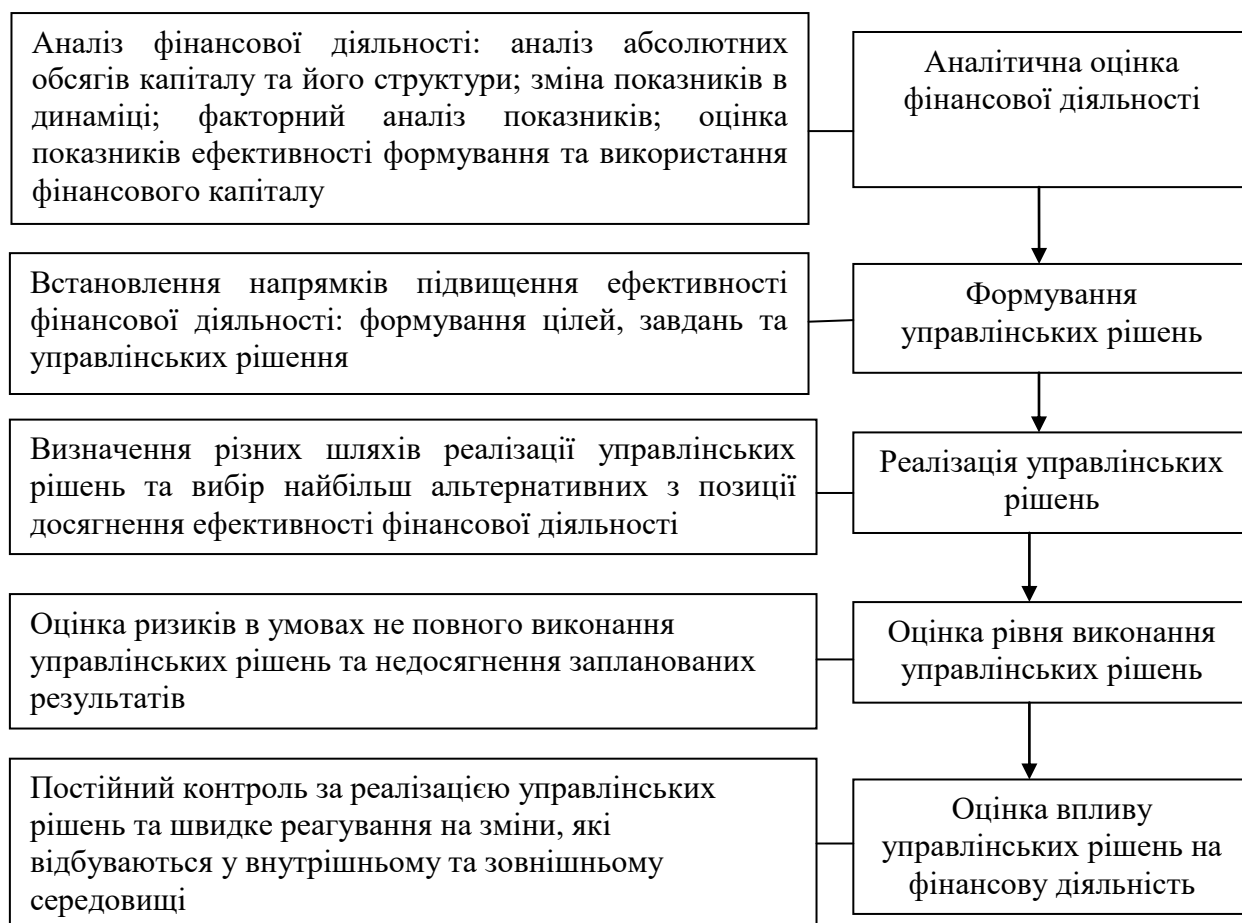 Аналіз фінансової діяльності: аналіз абсолютних
обсягів капіталу та його структури; зміна показників в
динаміці; факторний аналіз показників; оцінка
показників ефективності формування та використання
фінансового капіталу
Аналітична оцінка
фінансової діяльності
Встановлення напрямків підвищення ефективності
фінансової діяльності: формування цілей, завдань та
управлінських рішення
Формування
управлінських рішень
Визначення різних шляхів реалізації управлінських
рішень та вибір найбільш альтернативних з позиції
досягнення ефективності фінансової діяльності
Реалізація управлінських
рішень
Оцінка ризиків в умовах не повного виконання
управлінських рішень та недосягнення запланованих
результатів
Оцінка рівня виконання
управлінських рішень
Постійний контроль за реалізацією управлінських
рішень та швидке реагування на зміни, які
відбуваються у внутрішньому та зовнішньому
середовищі
Оцінка впливу
управлінських рішень на
фінансову діяльність